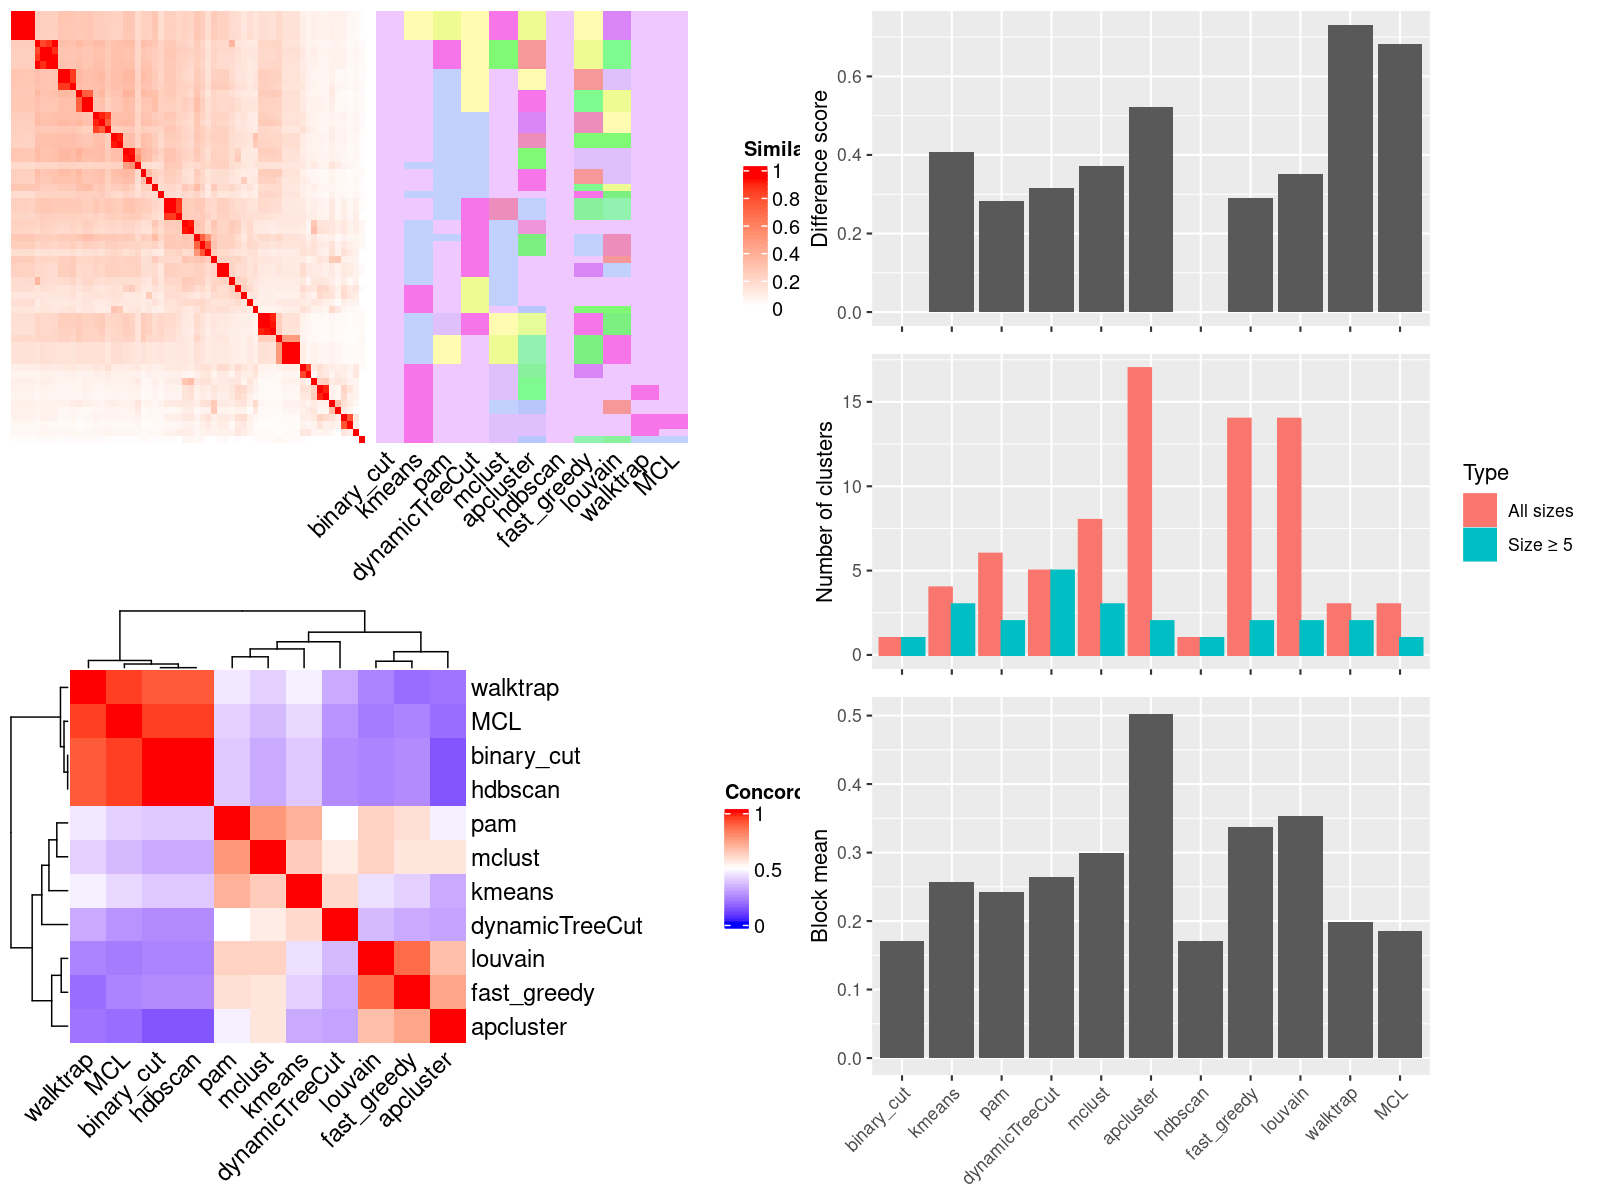 Simila
1
0.8
0.6
0.4
0.2
0
binary_cut
kmeans
pam
dynamicTreeCut
mclust
apcluster
hdbscan
fast_greedy
louvain
walktrap
MCL
walktrap
MCL
binary_cut
hdbscan
pam
mclust
kmeans
dynamicTreeCut
louvain
fast_greedy
apcluster
walktrap
MCL
binary_cut
hdbscan
pam
mclust
kmeans
dynamicTreeCut
louvain
fast_greedy
apcluster
Concord
1
0.5
0
Difference score
0.6
0.4
0.2
0.0
Number of clusters
15
10
5
0
Type
All sizes
Size ≥ 5
Block mean
0.5
0.4
0.3
0.2
0.1
0.0
binary_cut
kmeans
pam
dynamicTreeCut
mclust
apcluster
hdbscan
fast_greedy
louvain
walktrap
MCL